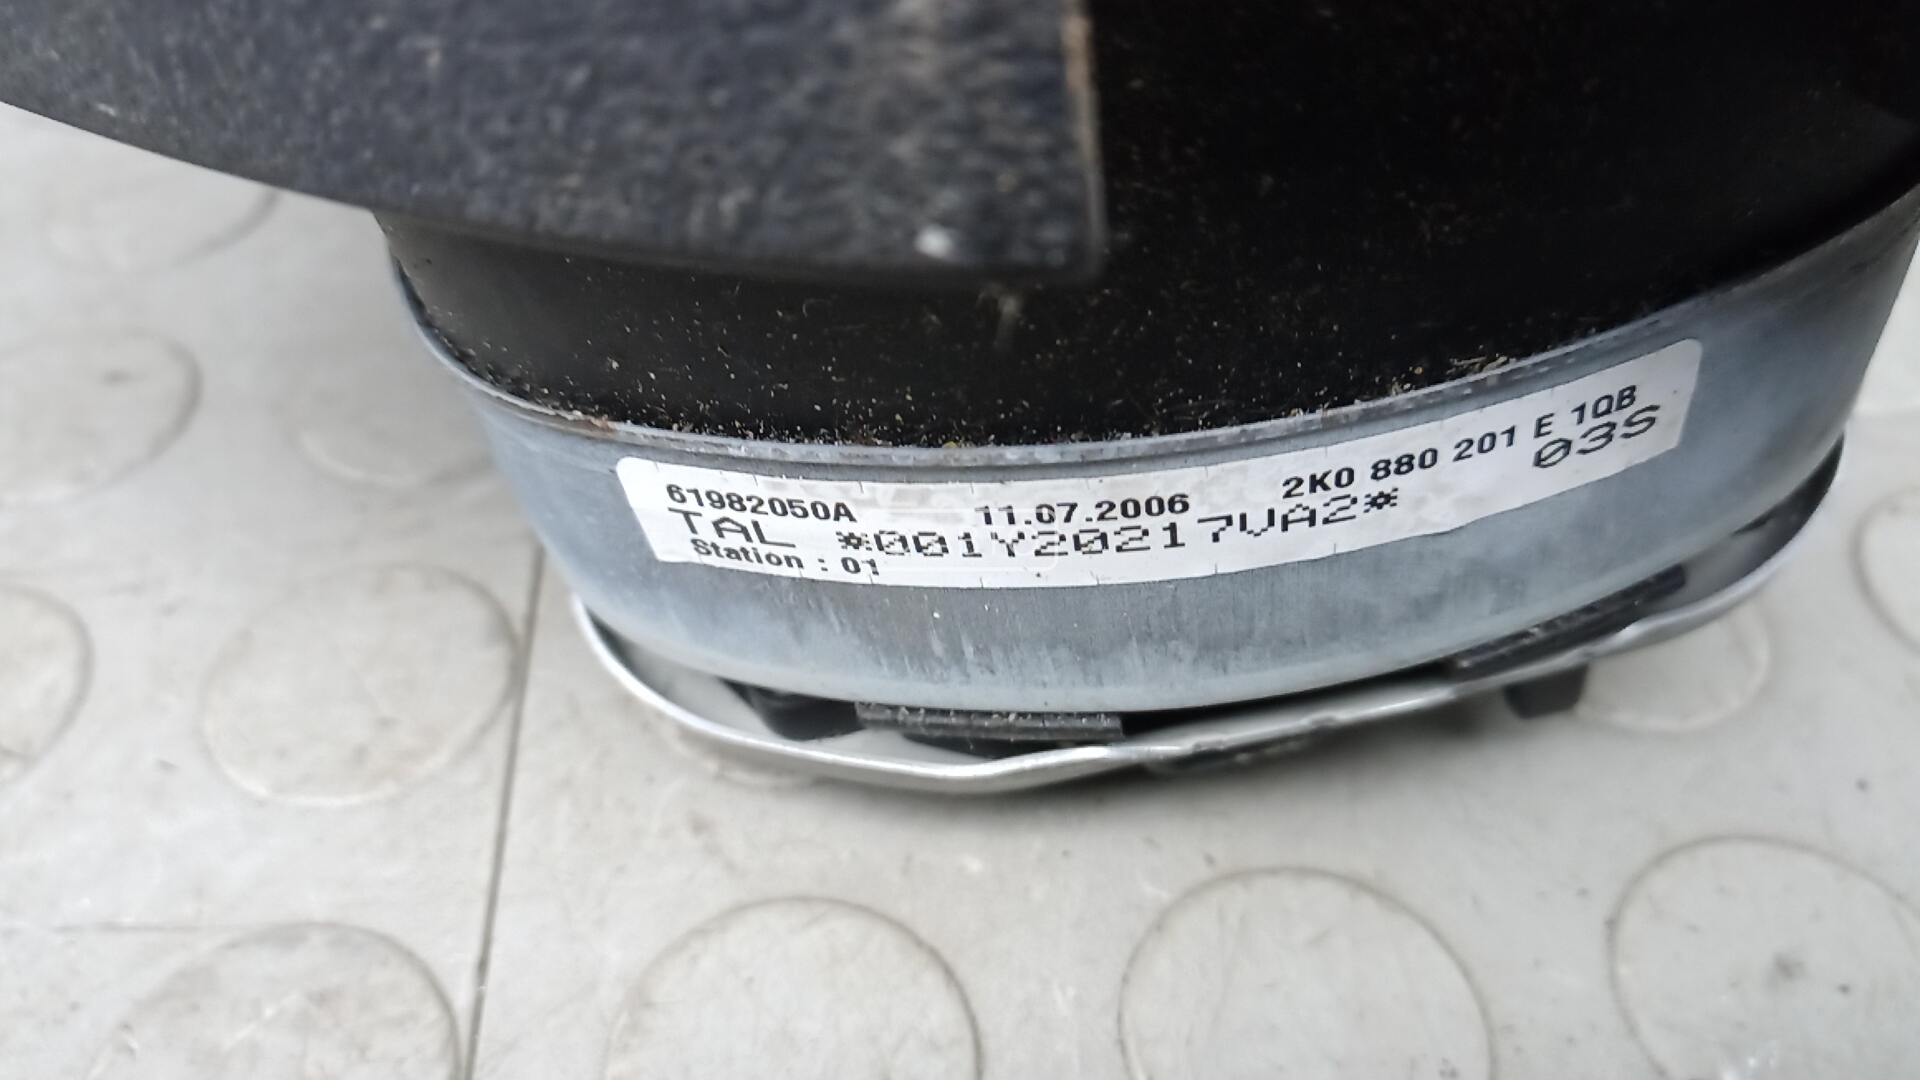 61982050A 11.07.2006 2K0 880 201 E 1QB
TAL *001Y20217VA2* 03S
Station : 01